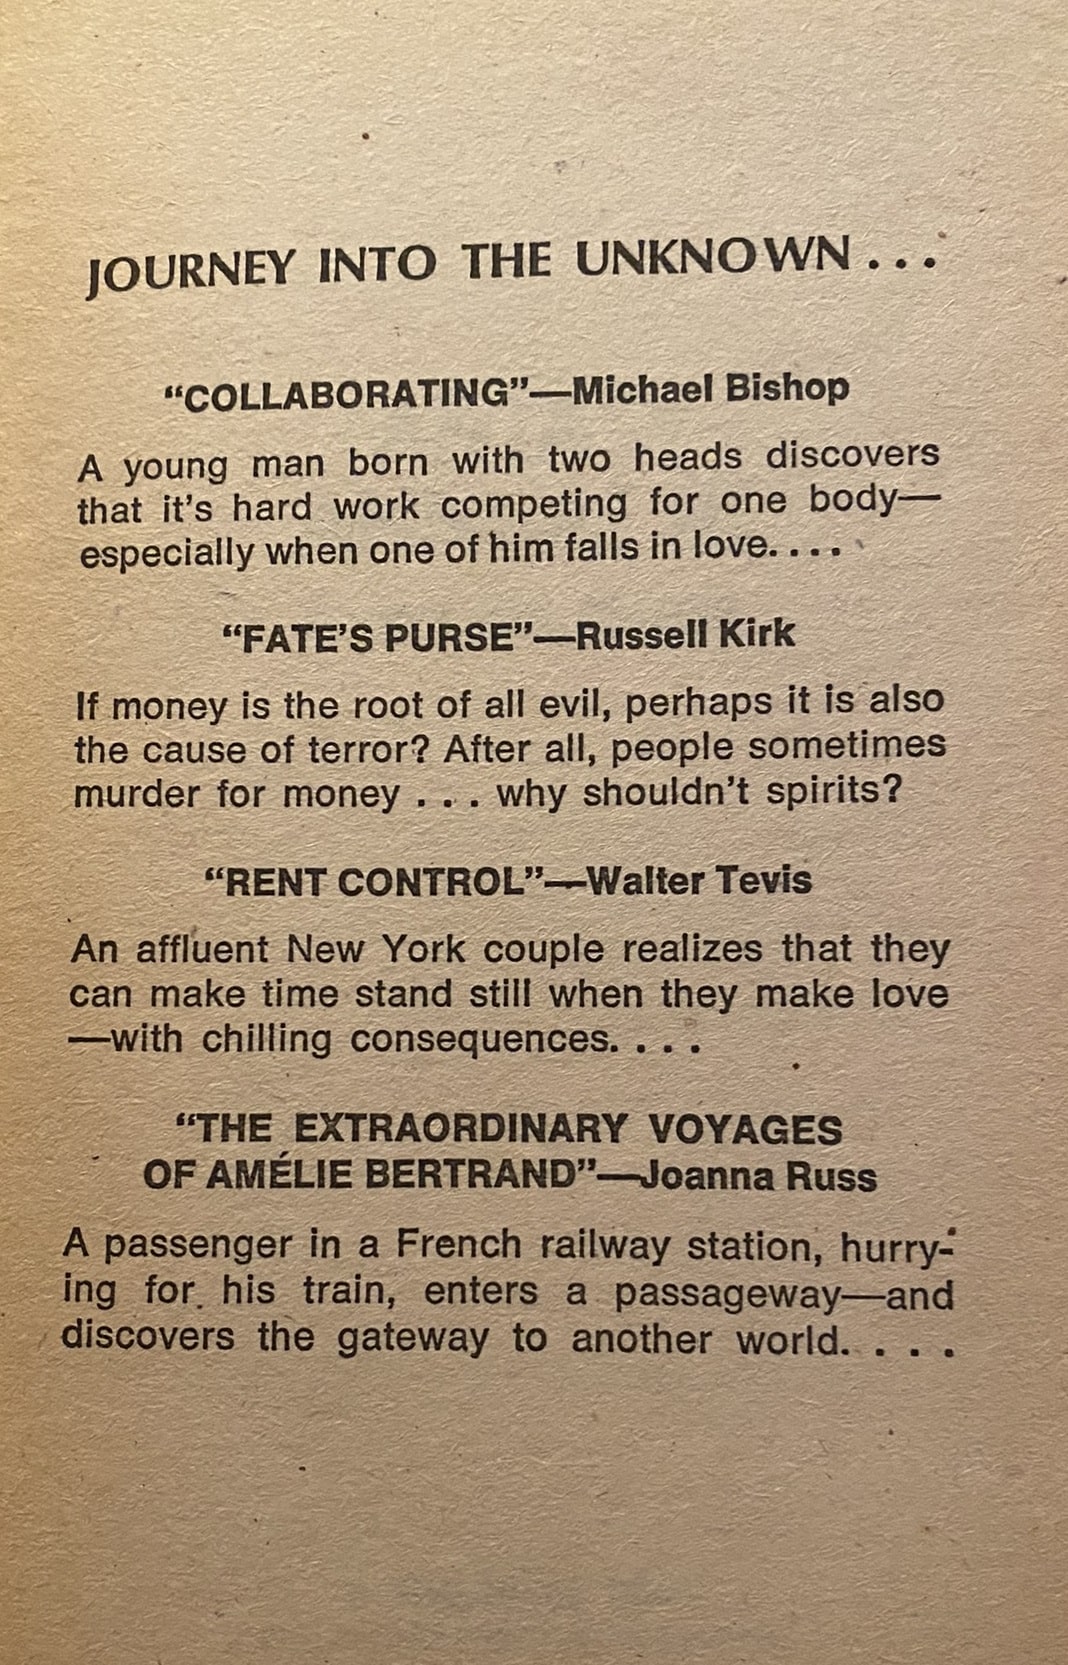 JOURNEY INTO THE UNKNOWN . . .
“COLLABORATING”—Michael Bishop
A young man born with two heads discovers
that it’s hard work competing for one body—
especially when one of him falls in love. . . .
“FATE’S PURSE”—Russell Kirk
If money is the root of all evil, perhaps it is also
the cause of terror? After all, people sometimes
murder for money . . . why shouldn’t spirits?
“RENT CONTROL”—Walter Tevis
An affluent New York couple realizes that they
can make time stand still when they make love
—with chilling consequences. . . .
“THE EXTRAORDINARY VOYAGES
OF AMÉLIE BERTRAND”—Joanna Russ
A passenger in a French railway station, hurry-
ing for his train, enters a passageway—and
discovers the gateway to another world. . . .